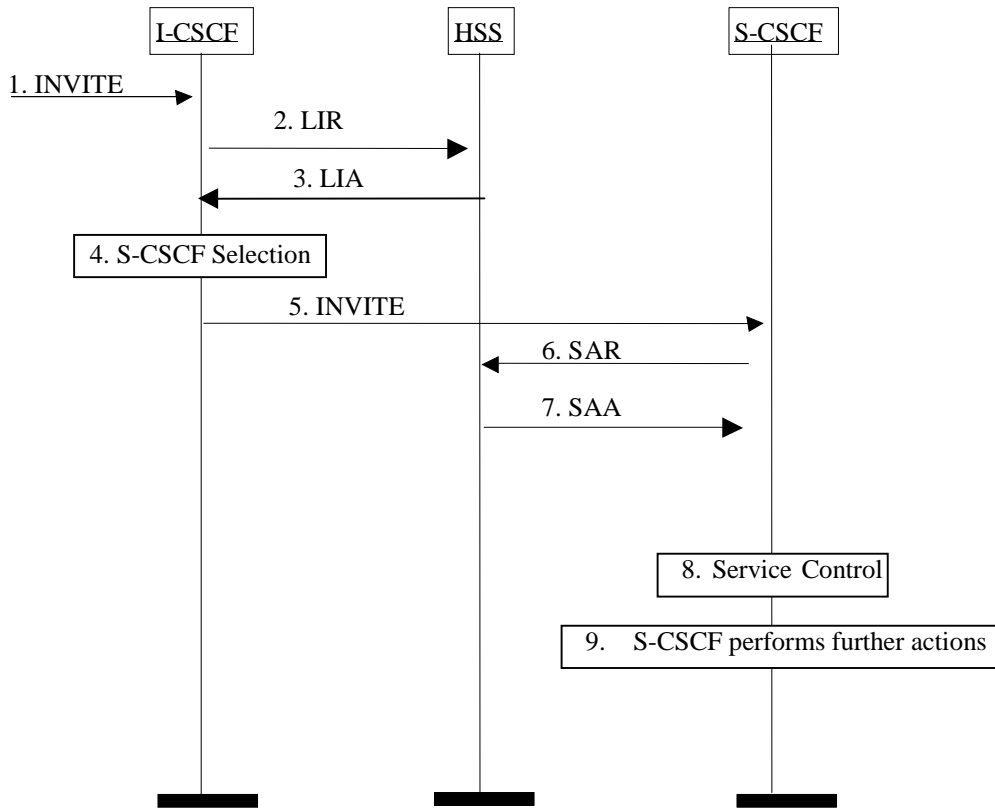 I-CSCF
HSS
S-CSCF
1. INVITE
2. LIR
3. LIA
4. S-CSCF Selection
5. INVITE
6. SAR
7. SAA
8. Service Control
9. S-CSCF performs further actions